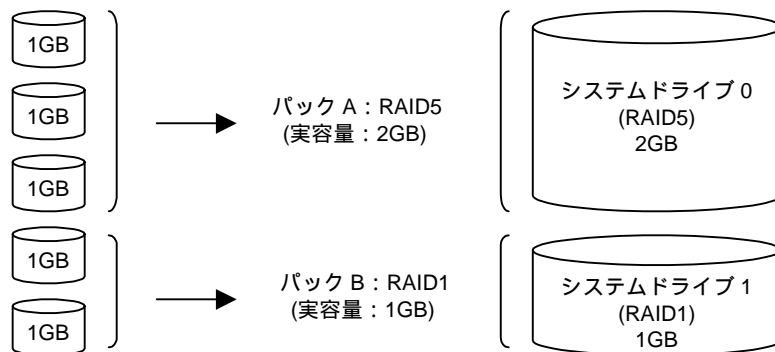 1GB
1GB
1GB
パック A：RAID5
(実容量：2GB)
システムドライブ 0
(RAID5)
2GB
1GB
1GB
パック B：RAID1
(実容量：1GB)
システムドライブ 1
(RAID1)
1GB